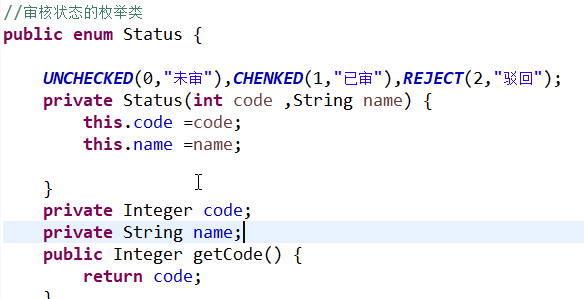 //审核状态的枚举类
public enum Status {
UNCHECKED(0,"未审"),CHENKED(1,"已审"),REJECT(2,"驳回");
private Status(int code ,String name) {
this.code =code;
this.name =name;
}
private Integer code;
private String name;
public Integer getCode() {
return code;
}